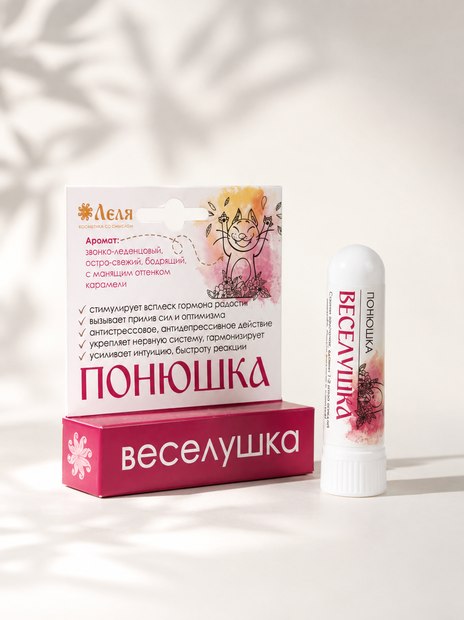 Леля
косметика со смыслом
Аромат:
звонко-леденцовый,
остро-свежий, бодрящий,
с манящим оттенком
карамели
стимулирует всплеск гормона радости
вызывает прилив сил и оптимизма
антистрессовое, антидепрессивное действие
укрепляет нервную систему, гармонизирует
усиливает интуицию, быстроту реакции
ПОНЮШКА
веселушка
ПОНЮШКА
ВЕСЕЛУШКА